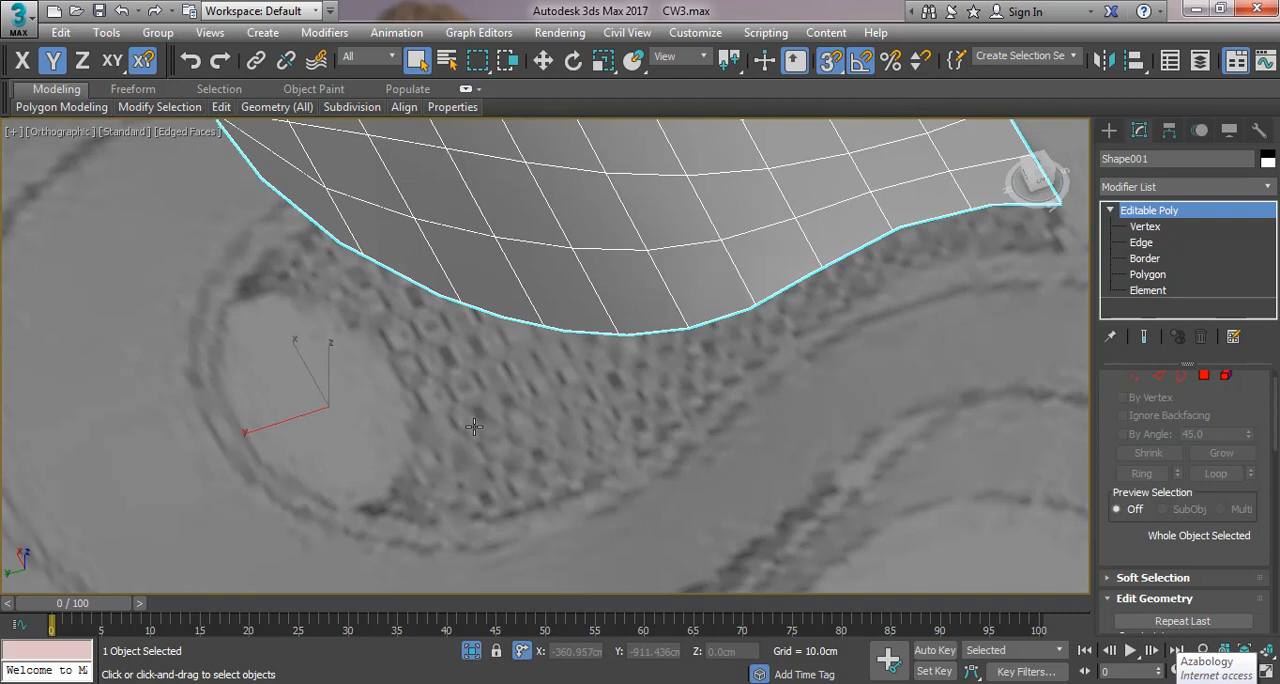 3 MAX Workspace: Default Autodesk 3ds Max 2017 CW3.max Sign In
Edit Tools Group Views Create Modifiers Animation Graph Editors Rendering Civil View Customize Scripting Content Help
X Y Z XY All View 3 Create Selection Se
Modeling Freeform Selection Object Paint Populate
Polygon Modeling Modify Selection Edit Geometry (All) Subdivision Align Properties
[+] [Orthographic] [Standard] [Edged Faces]
Shape001
Modifier List
Editable Poly
Vertex
Edge
Border
Polygon
Element
By Vertex
Ignore Backfacing
By Angle: 45.0
Shrink Grow
Ring Loop
Preview Selection
Off SubObj Multi
Whole Object Selected
Soft Selection
Edit Geometry
Repeat Last
x z
y
x z
y
< 0 / 100 >
0 5 10 15 20 25 30 35 40 45 50 55 60 65 70 75 80 85 90 95 100
1 Object Selected X: -360.957cm Y: -911.436cm Z: 0.0cm Grid = 10.0cm Auto Key Selected
Welcome to M Click or click-and-drag to select objects Add Time Tag Set Key Key Filters... 0
Azabology
Internet access